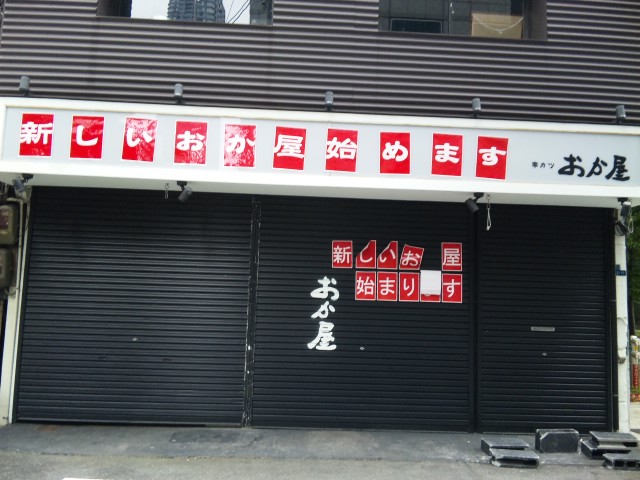 新しいおか屋始めます
串カツ おか屋
新しいお 屋
始まり す
おか屋